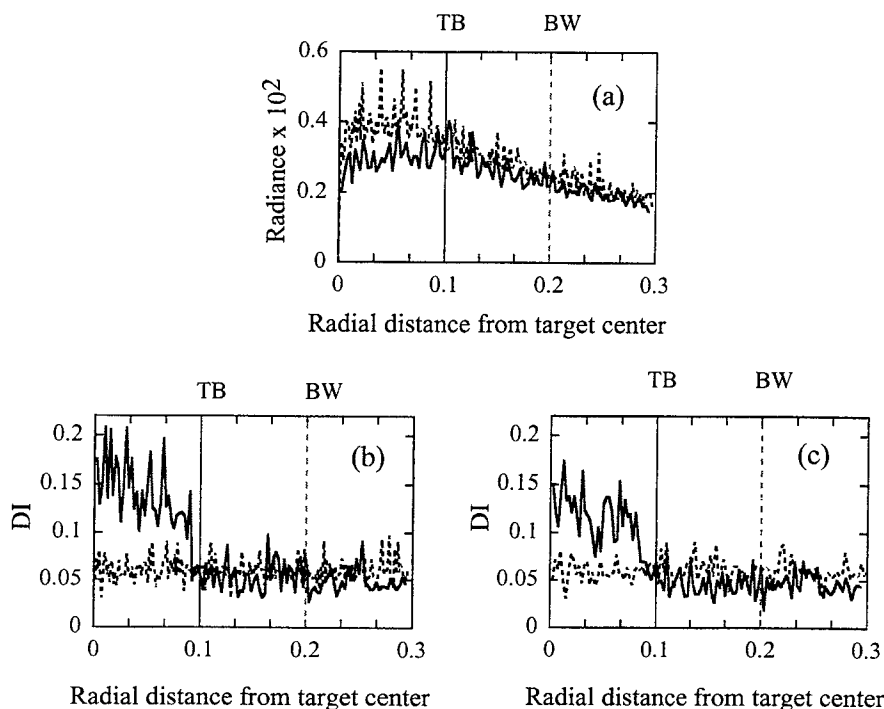 TB BW
0.6
(a)
0.4
0.2
0
Radiance x 10²
0 0.1 0.2 0.3
Radial distance from target center
TB BW
0.2
(b)
0.15
0.1
0.05
0
DI
0 0.1 0.2 0.3
Radial distance from target center
TB BW
0.2
(c)
0.15
0.1
0.05
0
DI
0 0.1 0.2 0.3
Radial distance from target center